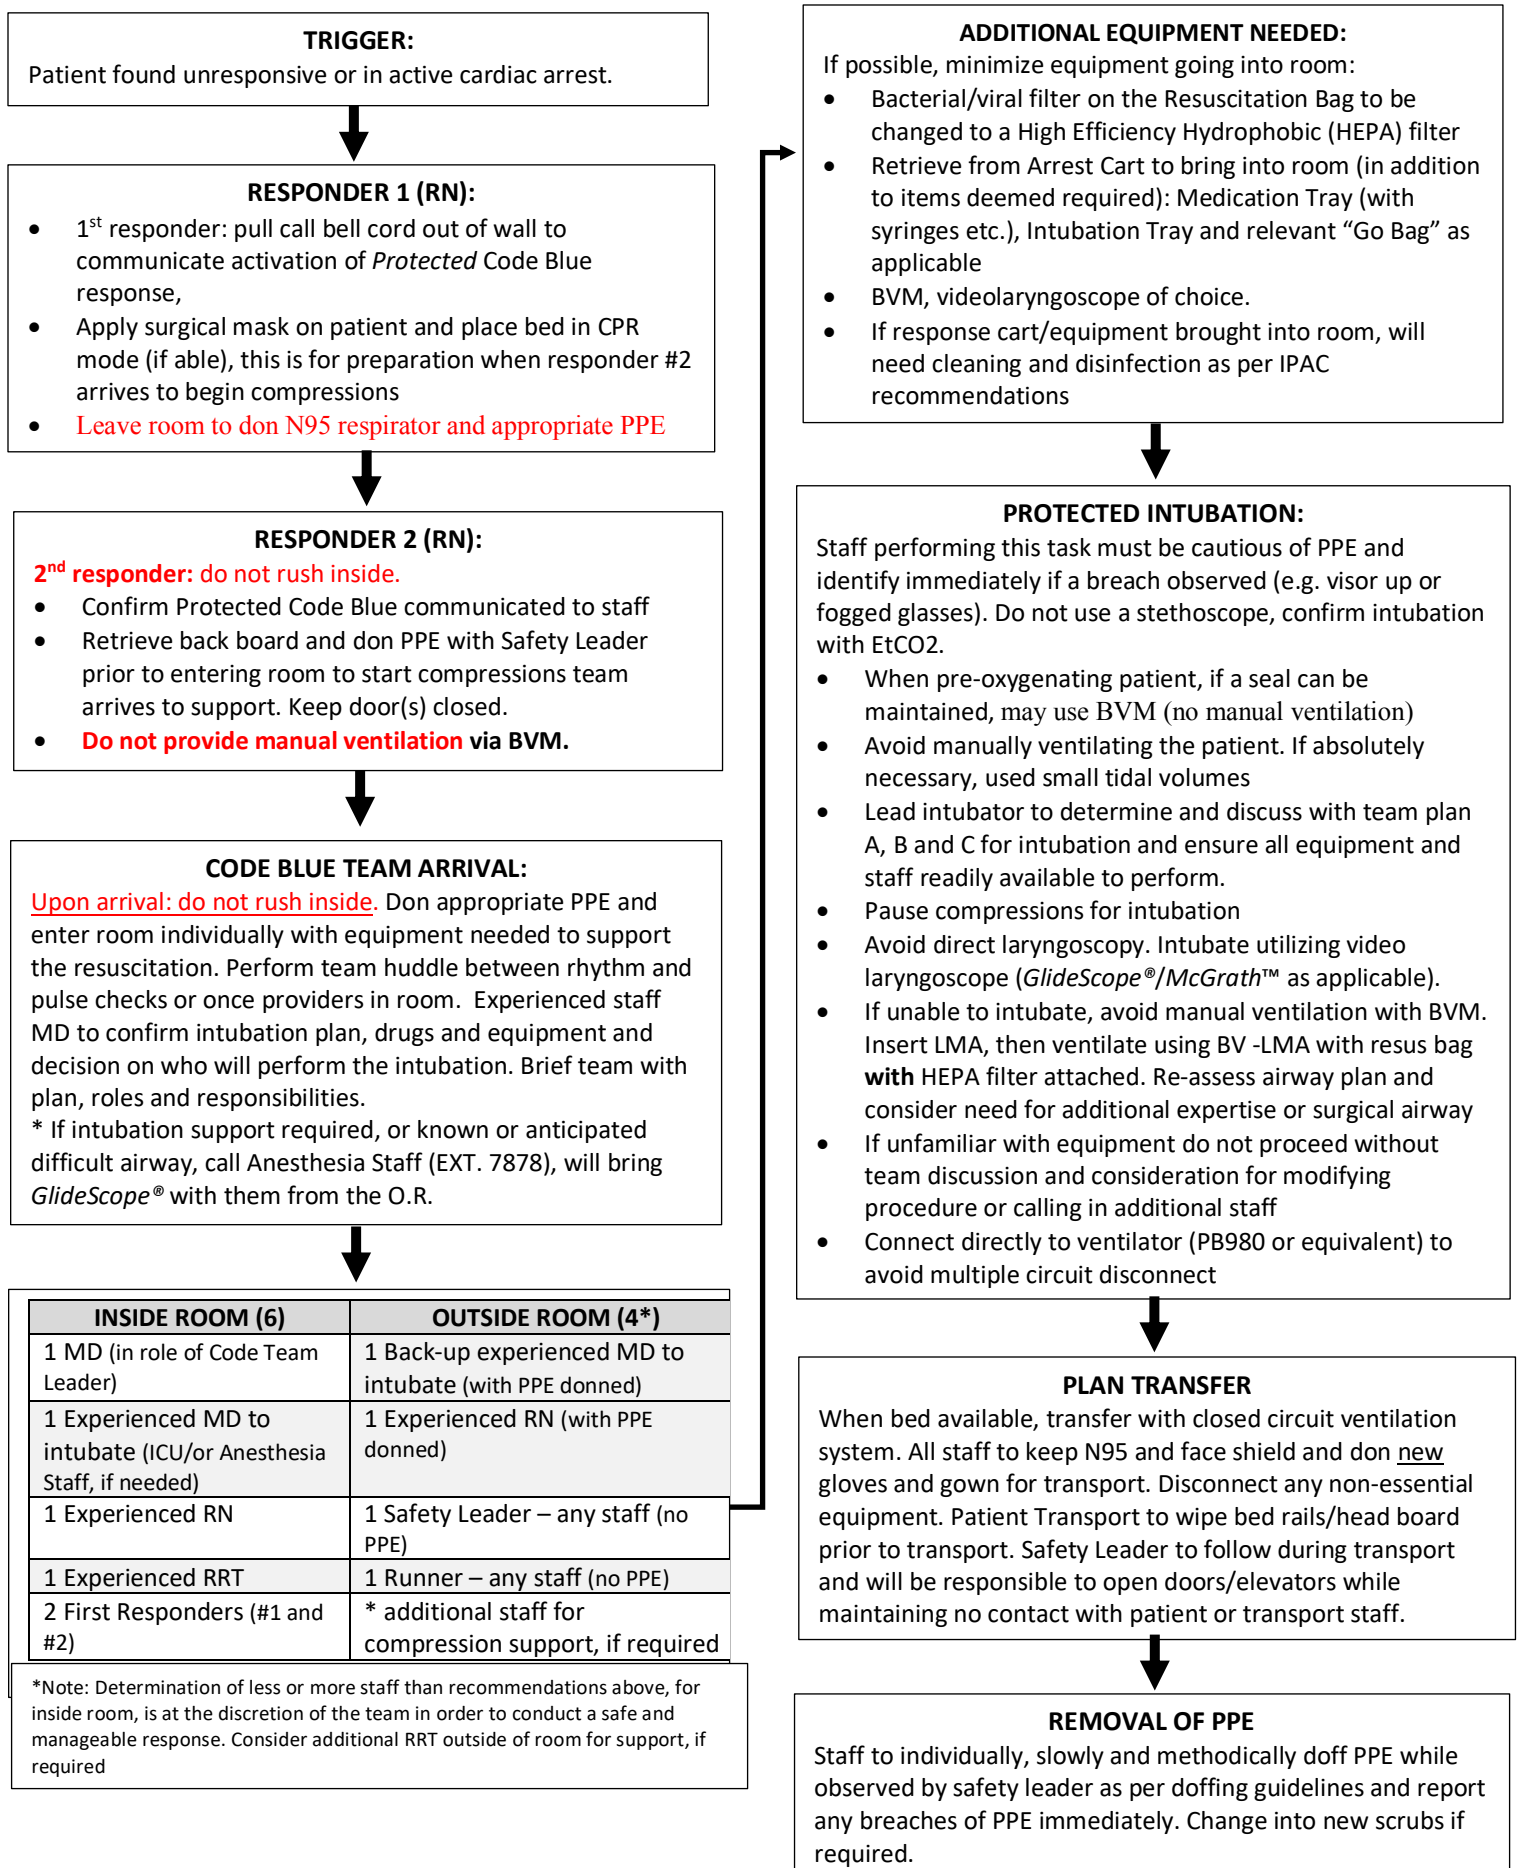 TRIGGER:
Patient found unresponsive or in active cardiac arrest.
RESPONDER 1 (RN):
• 1st responder: pull call bell cord out of wall to
communicate activation of Protected Code Blue
response,
• Apply surgical mask on patient and place bed in CPR
mode (if able), this is for preparation when responder #2
arrives to begin compressions
• Leave room to don N95 respirator and appropriate PPE
RESPONDER 2 (RN):
2nd responder: do not rush inside.
• Confirm Protected Code Blue communicated to staff
• Retrieve back board and don PPE with Safety Leader
prior to entering room to start compressions team
arrives to support. Keep door(s) closed.
• Do not provide manual ventilation via BVM.
CODE BLUE TEAM ARRIVAL:
Upon arrival: do not rush inside. Don appropriate PPE and
enter room individually with equipment needed to support
the resuscitation. Perform team huddle between rhythm and
pulse checks or once providers in room. Experienced staff
MD to confirm intubation plan, drugs and equipment and
decision on who will perform the intubation. Brief team with
plan, roles and responsibilities.
* If intubation support required, or known or anticipated
difficult airway, call Anesthesia Staff (EXT. 7878), will bring
GlideScope® with them from the O.R.
INSIDE ROOM (6) OUTSIDE ROOM (4*)
1 MD (in role of Code Team 1 Back-up experienced MD to
Leader) intubate (with PPE donned)
1 Experienced MD to 1 Experienced RN (with PPE
intubate (ICU/or Anesthesia donned)
Staff, if needed)
1 Experienced RN 1 Safety Leader – any staff (no
PPE)
1 Experienced RRT 1 Runner – any staff (no PPE)
2 First Responders (#1 and * additional staff for
#2) compression support, if required
*Note: Determination of less or more staff than recommendations above, for
inside room, is at the discretion of the team in order to conduct a safe and
manageable response. Consider additional RRT outside of room for support, if
required
ADDITIONAL EQUIPMENT NEEDED:
If possible, minimize equipment going into room:
• Bacterial/viral filter on the Resuscitation Bag to be
changed to a High Efficiency Hydrophobic (HEPA) filter
• Retrieve from Arrest Cart to bring into room (in addition
to items deemed required): Medication Tray (with
syringes etc.), Intubation Tray and relevant “Go Bag” as
applicable
• BVM, videolaryngoscope of choice.
• If response cart/equipment brought into room, will
need cleaning and disinfection as per IPAC
recommendations
PROTECTED INTUBATION:
Staff performing this task must be cautious of PPE and
identify immediately if a breach observed (e.g. visor up or
fogged glasses). Do not use a stethoscope, confirm intubation
with EtCO2.
• When pre-oxygenating patient, if a seal can be
maintained, may use BVM (no manual ventilation)
• Avoid manually ventilating the patient. If absolutely
necessary, used small tidal volumes
• Lead intubator to determine and discuss with team plan
A, B and C for intubation and ensure all equipment and
staff readily available to perform.
• Pause compressions for intubation
• Avoid direct laryngoscopy. Intubate utilizing video
laryngoscope (GlideScope®/McGrath™ as applicable).
• If unable to intubate, avoid manual ventilation with BVM.
Insert LMA, then ventilate using BV -LMA with resus bag
with HEPA filter attached. Re-assess airway plan and
consider need for additional expertise or surgical airway
• If unfamiliar with equipment do not proceed without
team discussion and consideration for modifying
procedure or calling in additional staff
• Connect directly to ventilator (PB980 or equivalent) to
avoid multiple circuit disconnect
PLAN TRANSFER
When bed available, transfer with closed circuit ventilation
system. All staff to keep N95 and face shield and don new
gloves and gown for transport. Disconnect any non-essential
equipment. Patient Transport to wipe bed rails/head board
prior to transport. Safety Leader to follow during transport
and will be responsible to open doors/elevators while
maintaining no contact with patient or transport staff.
REMOVAL OF PPE
Staff to individually, slowly and methodically doff PPE while
observed by safety leader as per doffing guidelines and report
any breaches of PPE immediately. Change into new scrubs if
required.